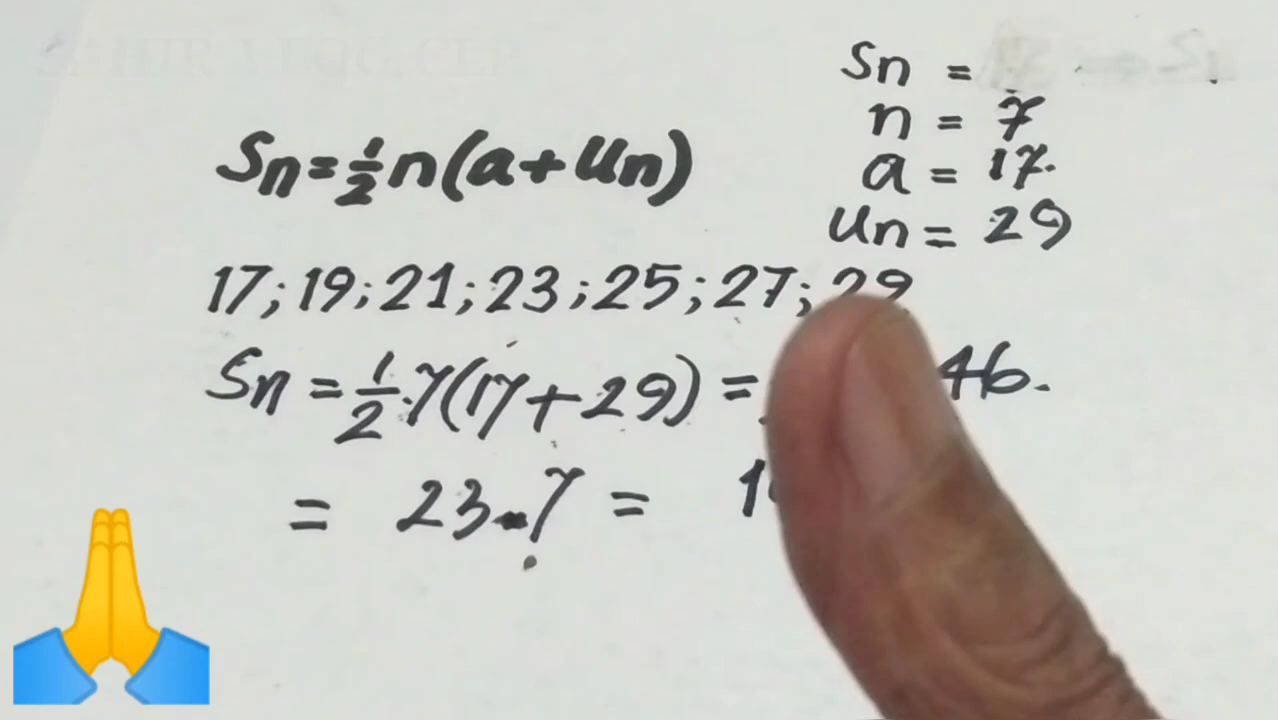 Sn =
n = 7
a = 17.
Un = 29
Sn = 1/2 n(a + Un)
17; 19; 21; 23; 25; 27; 29
Sn = 1/2 . 7(17 + 29) = 46.
= 23 . 7 =